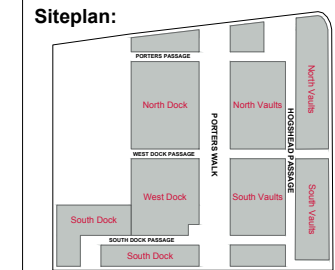 Siteplan:
PORTERS PASSAGE
North Dock
North Vaults
North Vaults
PORTERS WALK
HOGSHEAD PASSAGE
WEST DOCK PASSAGE
West Dock
South Vaults
South Vaults
South Dock
SOUTH DOCK PASSAGE
South Dock